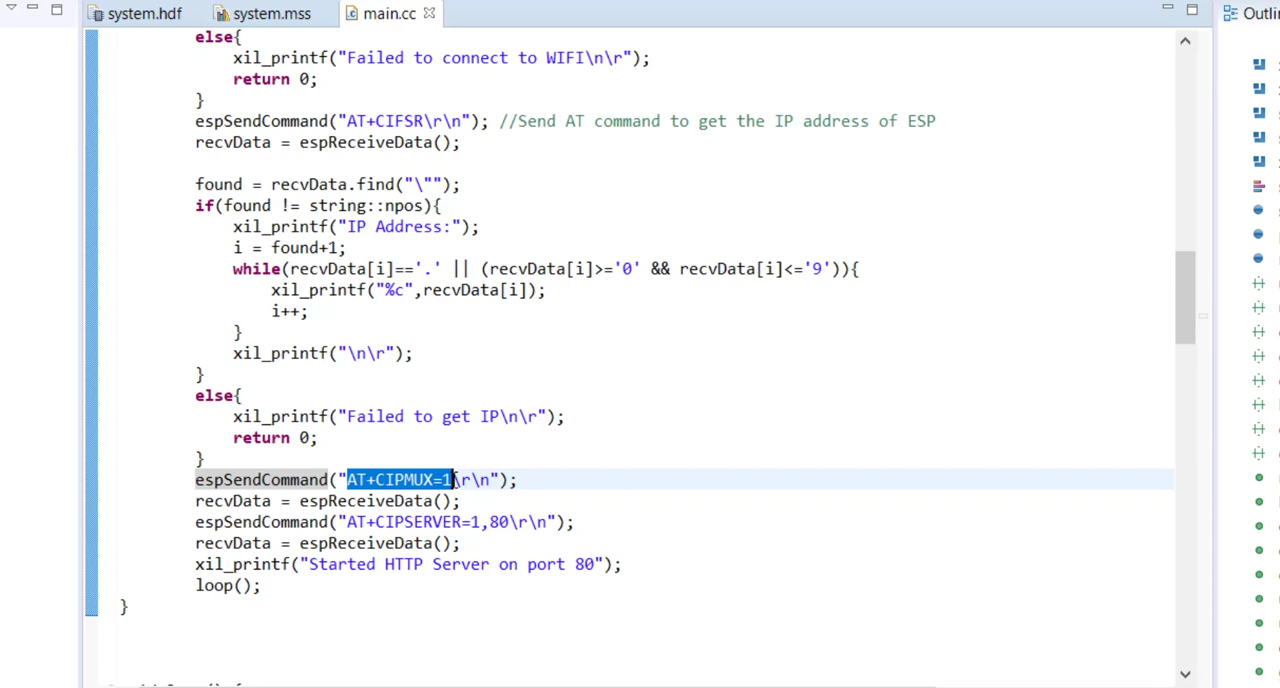 system.hdf system.mss main.cc Outli
else{
xil_printf("Failed to connect to WIFI\n\r");
return 0;
}
espSendCommand("AT+CIFSR\r\n"); //Send AT command to get the IP address of ESP
recvData = espReceiveData();
found = recvData.find("\"");
if(found != string::npos){
xil_printf("IP Address:");
i = found+1;
while(recvData[i]=='.' || (recvData[i]>='0' && recvData[i]<='9')){
xil_printf("%c",recvData[i]);
i++;
}
xil_printf("\n\r");
}
else{
xil_printf("Failed to get IP\n\r");
return 0;
}
espSendCommand("AT+CIPMUX=1\r\n");
recvData = espReceiveData();
espSendCommand("AT+CIPSERVER=1,80\r\n");
recvData = espReceiveData();
xil_printf("Started HTTP Server on port 80");
loop();
}